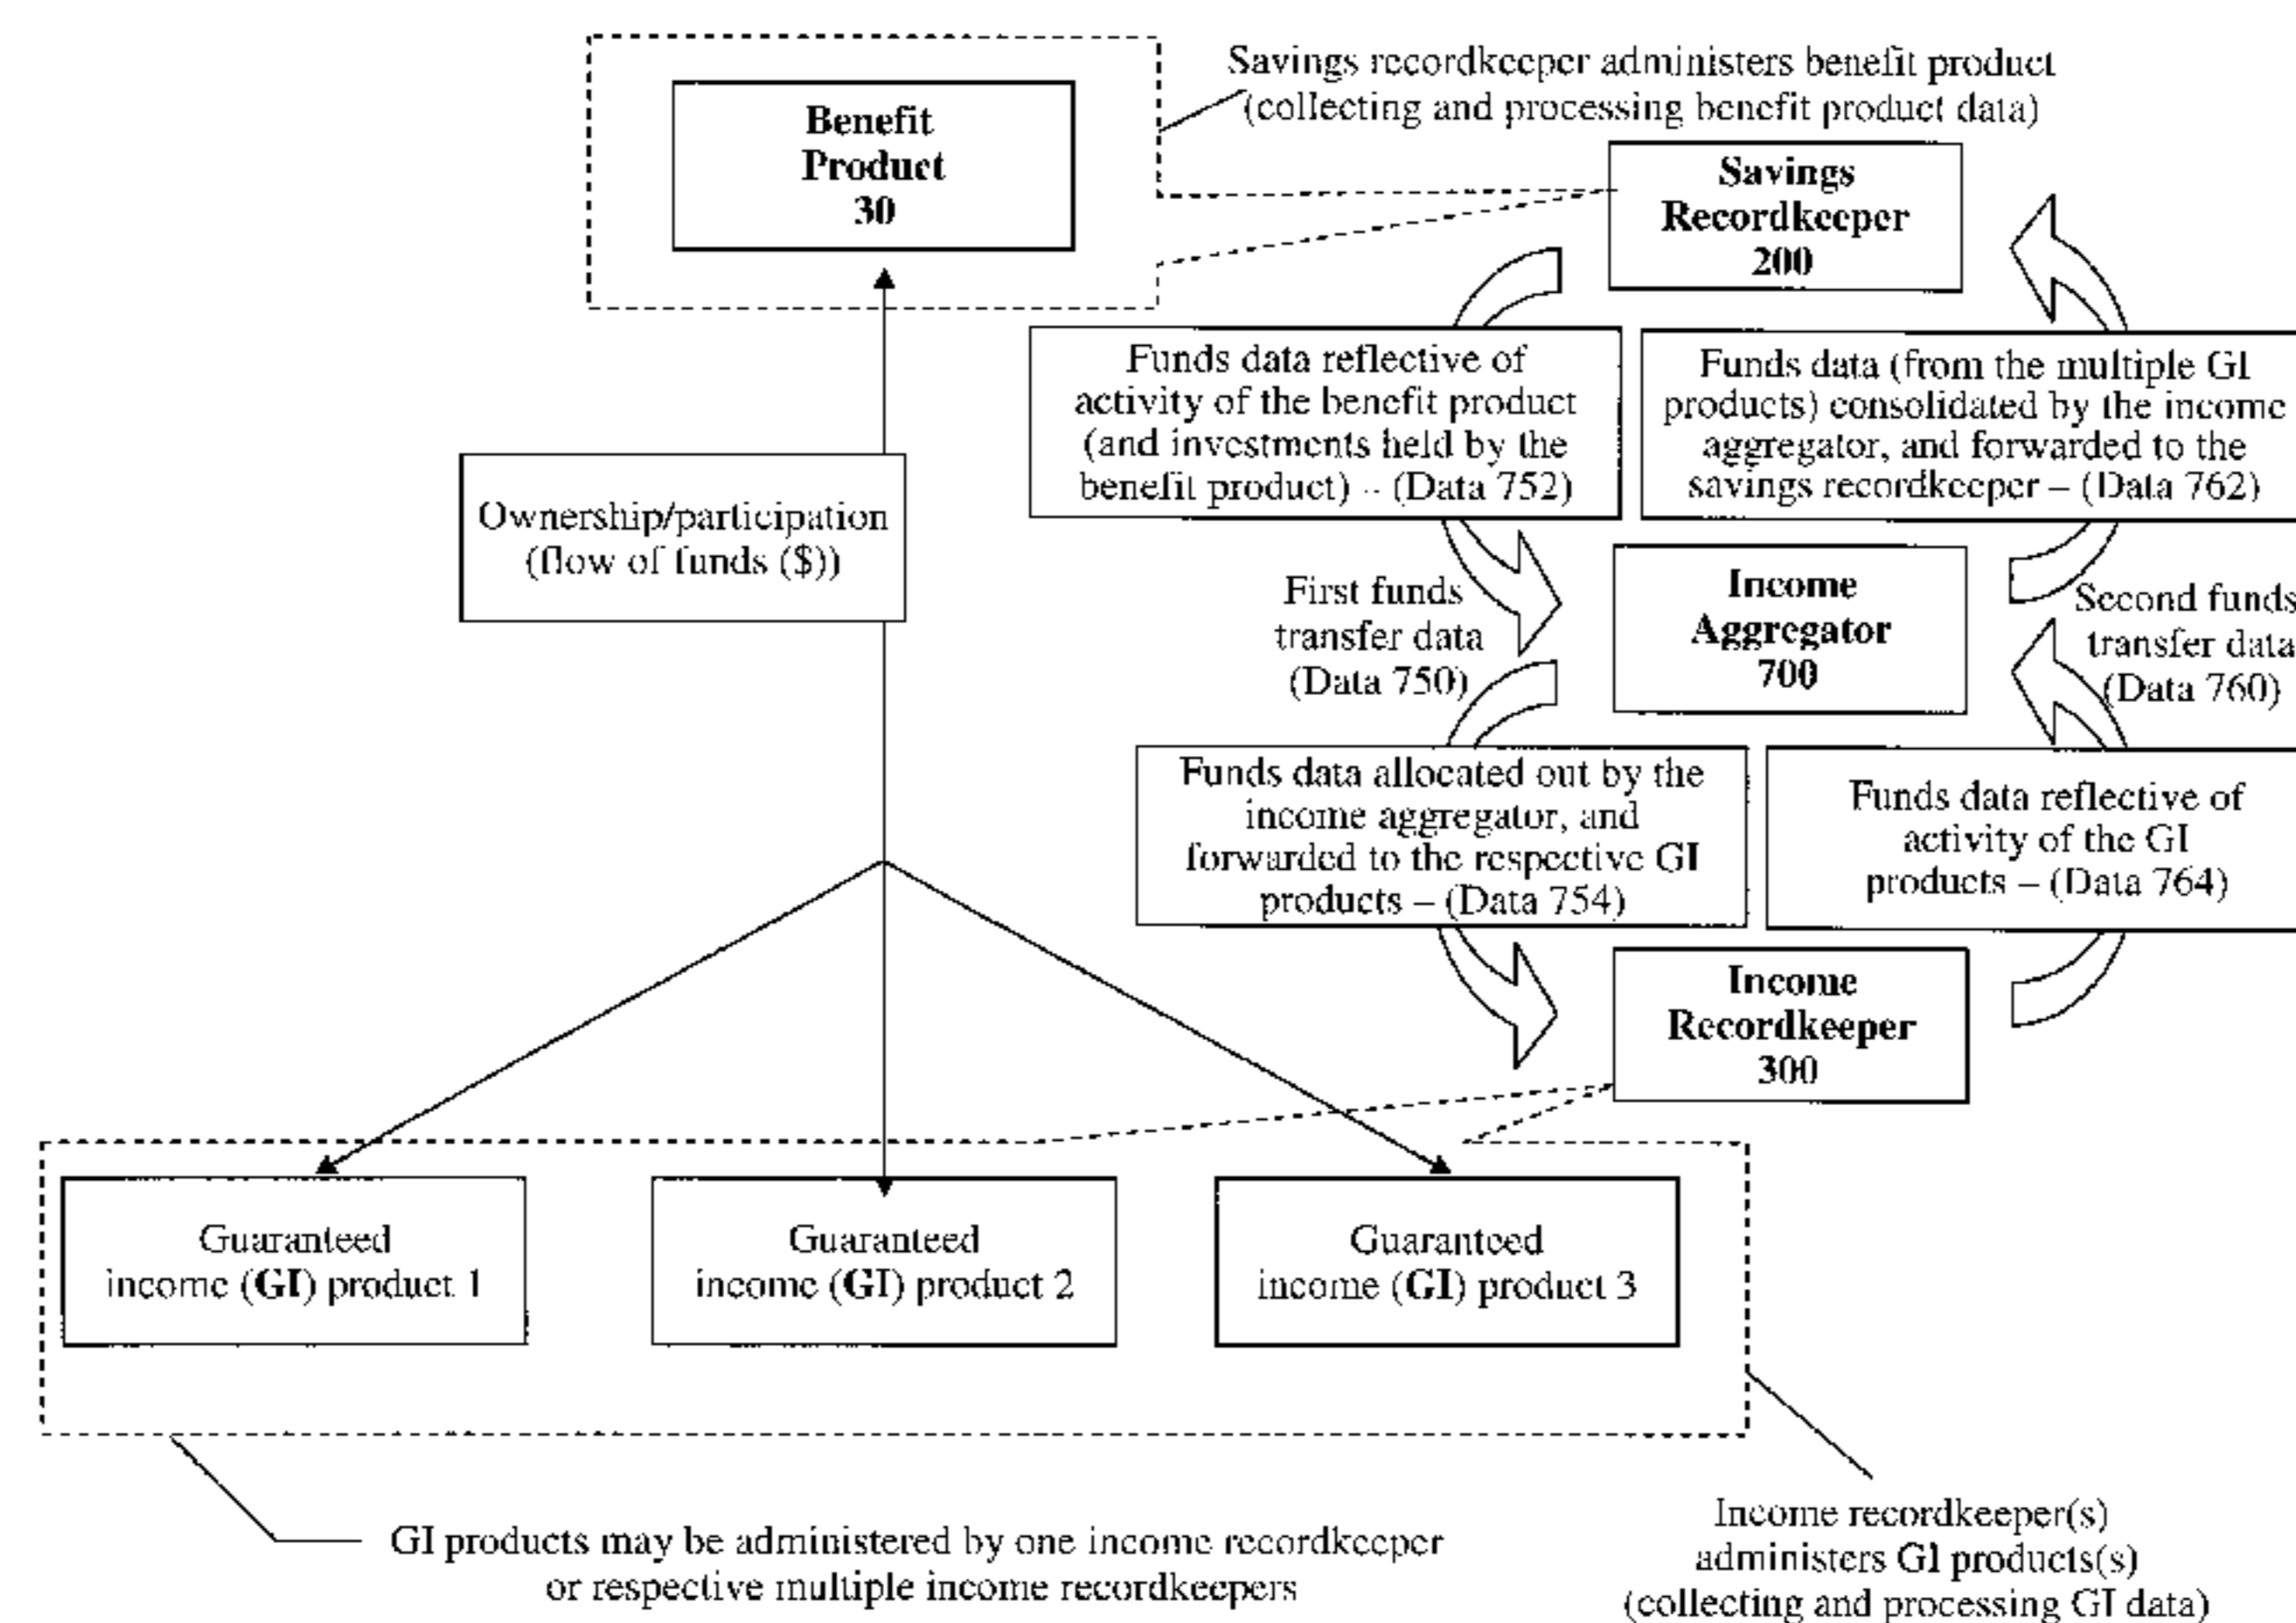 Savings recordkeeper administers benefit product
(collecting and processing benefit product data)
Benefit
Product
30
Savings
Recordkeeper
200
Funds data reflective of
activity of the benefit product
(and investments held by the
benefit product) – (Data 752)
Funds data (from the multiple GI
products) consolidated by the income
aggregator, and forwarded to the
savings recordkeeper – (Data 762)
Ownership/participation
(flow of funds ($))
First funds
transfer data
(Data 750)
Income
Aggregator
700
Second funds
transfer data
(Data 760)
Funds data allocated out by the
income aggregator, and
forwarded to the respective GI
products – (Data 754)
Funds data reflective of
activity of the GI
products – (Data 764)
Income
Recordkeeper
300
Guaranteed
income (GI) product 1
Guaranteed
income (GI) product 2
Guaranteed
income (GI) product 3
GI products may be administered by one income recordkeeper
or respective multiple income recordkeepers
Income recordkeeper(s)
administers GI products(s)
(collecting and processing GI data)